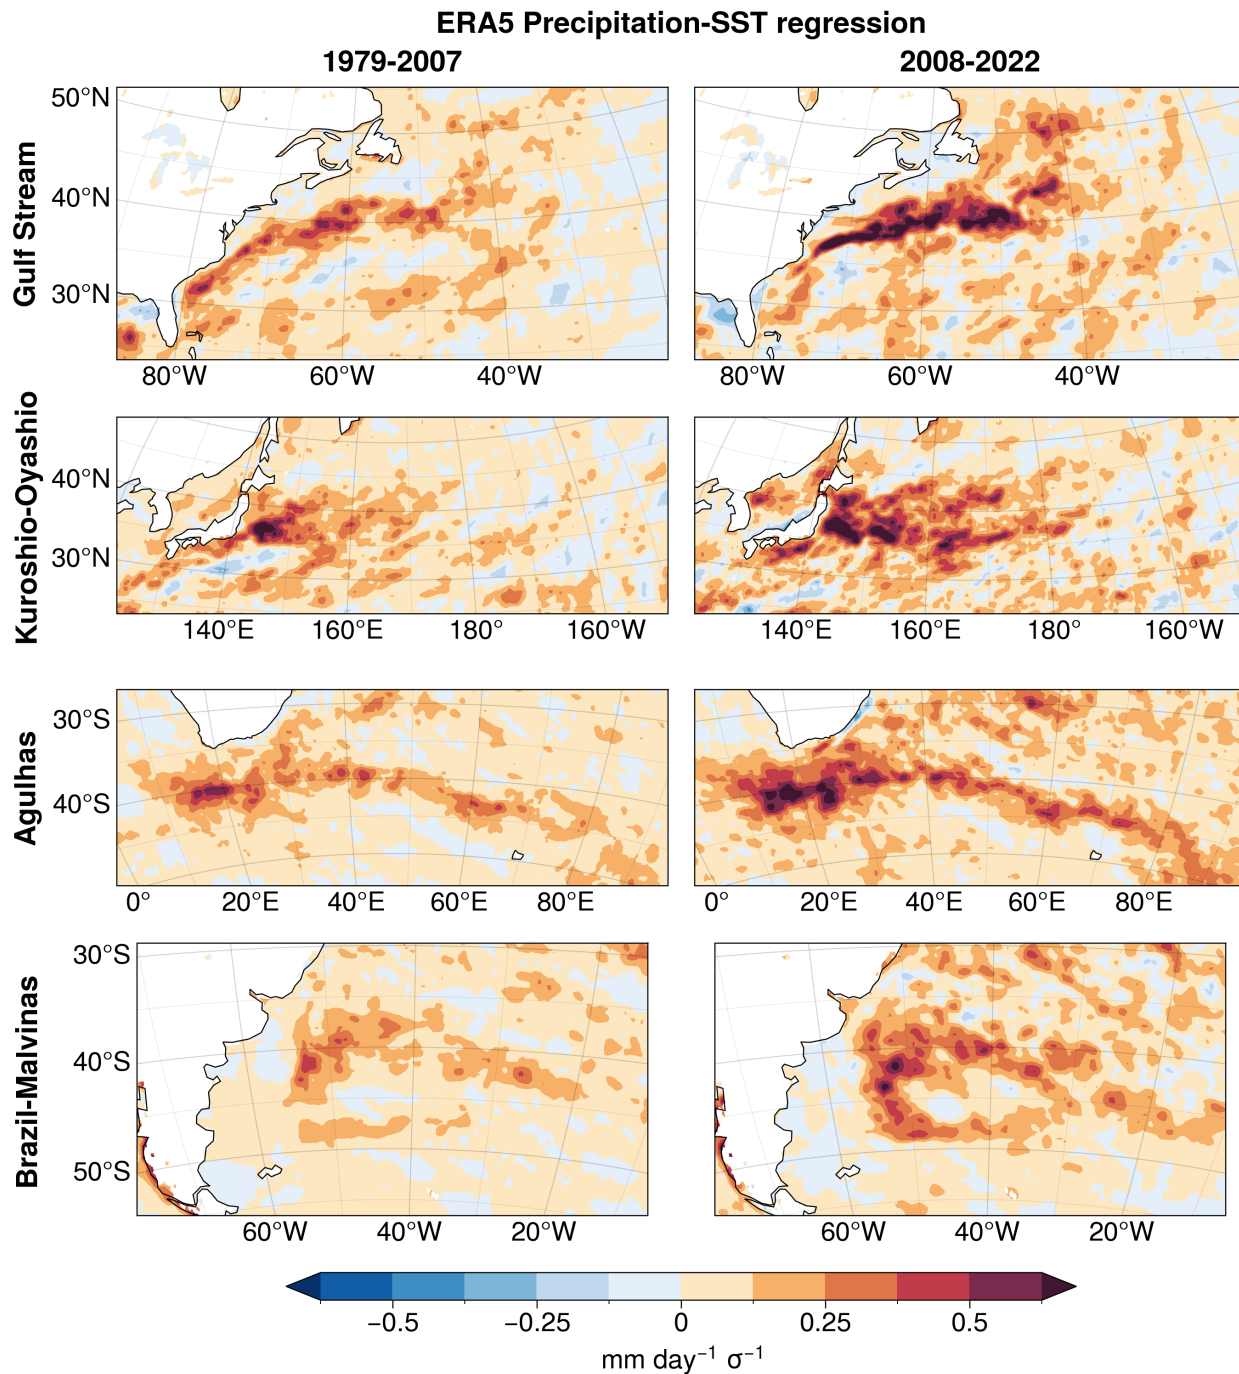 ERA5 Precipitation-SST regression
1979-2007 2008-2022
Gulf Stream
50°N
40°N
30°N
80°W 60°W 40°W 80°W 60°W 40°W
Kuroshio-Oyashio
40°N
30°N
140°E 160°E 180° 160°W 140°E 160°E 180° 160°W
Agulhas
30°S
40°S
0° 20°E 40°E 60°E 80°E 0° 20°E 40°E 60°E 80°E
Brazil-Malvinas
30°S
40°S
50°S
60°W 40°W 20°W 60°W 40°W 20°W
−0.5 −0.25 0 0.25 0.5
mm day⁻¹ σ⁻¹